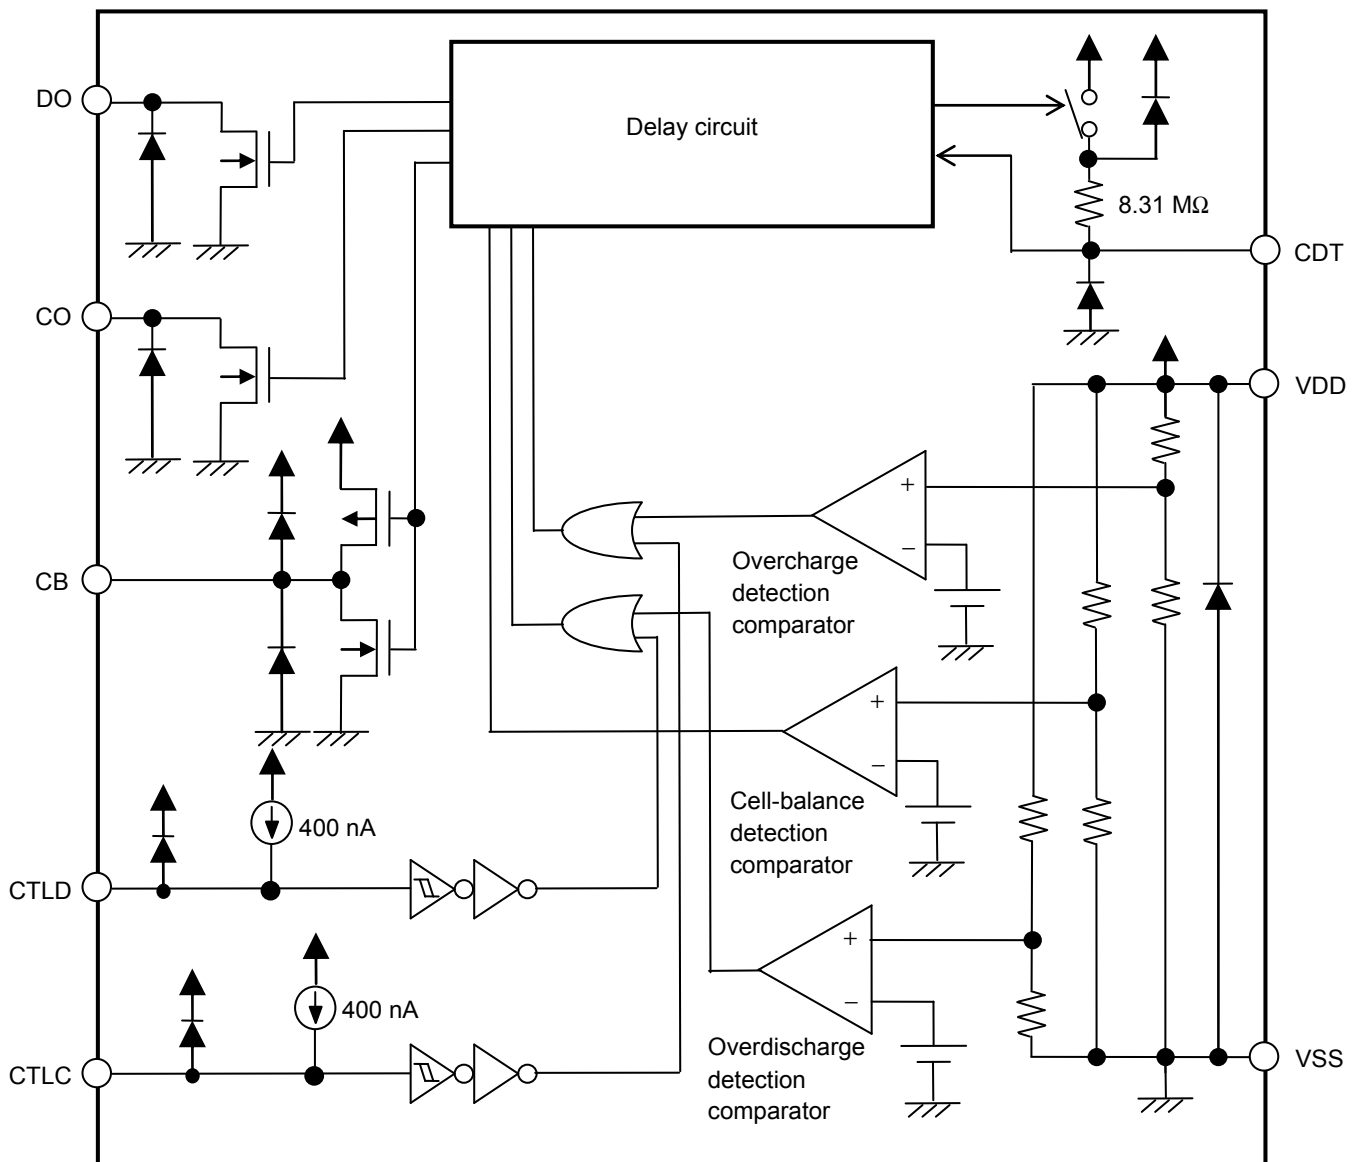 DO
Delay circuit
8.31 MΩ
CDT
CO
VDD
+
−
Overcharge
detection
comparator
CB
+
−
Cell-balance
detection
comparator
400 nA
CTLD
+
−
400 nA
Overdischarge
detection
comparator
CTLC
VSS